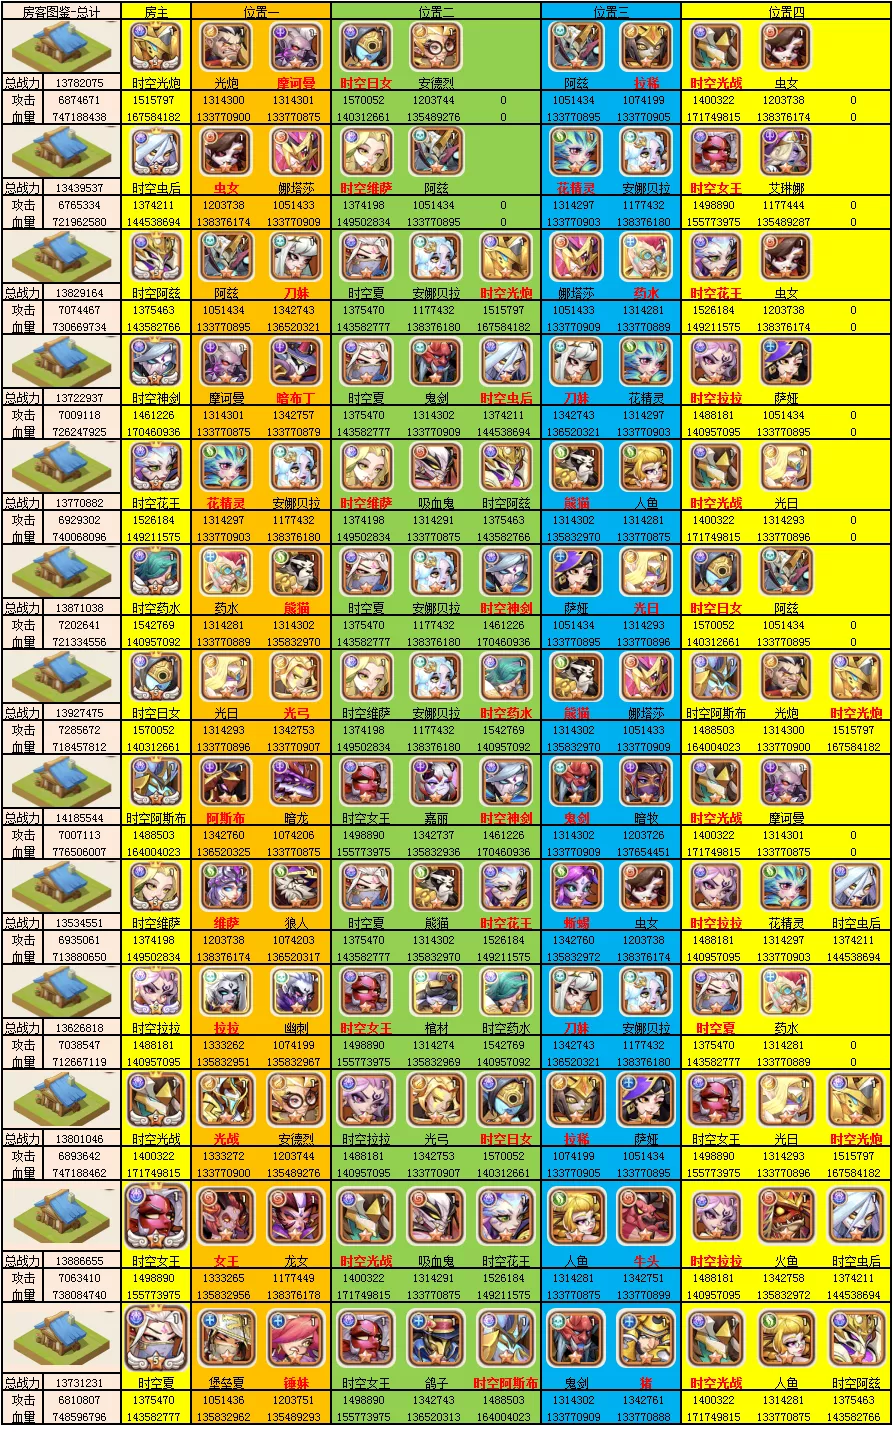 房客图鉴-总计 房主 位置一 位置二 位置三 位置四
总战力 13782075 时空光炮 光炮 摩诃曼 时空日女 安德烈 阿兹 拉稀 时空光战 虫女
攻击 6874671 1515797 1314300 1314301 1570052 1203744 0 1051434 1074199 1400322 1203738 0
血量 747188438 167584182 133770900 133770875 140312661 135489276 0 133770895 133770905 171749815 138376174 0
总战力 13439537 时空虫后 虫女 娜塔莎 时空维萨 阿兹 花精灵 安娜贝拉 时空女王 艾琳娜
攻击 6765334 1374211 1203738 1051433 1374198 1051434 0 1314297 1177432 1498890 1177444 0
血量 721962580 144538694 138376174 133770909 149502834 133770895 0 133770903 138376180 155773975 135489287 0
总战力 13829164 时空阿兹 阿兹 刀妹 时空夏 安娜贝拉 时空光炮 娜塔莎 药水 时空花王 虫女
攻击 7074467 1375463 1051434 1342743 1375470 1177432 1515797 1051433 1314281 1526184 1203738 0
血量 730669734 143582766 133770895 136520321 143582777 138376180 167584182 133770909 133770889 149211575 138376174 0
总战力 13722937 时空神剑 摩诃曼 暗布丁 时空夏 鬼剑 时空虫后 刀妹 花精灵 时空拉拉 萨娅
攻击 7009118 1461226 1314301 1342757 1375470 1314302 1374211 1342743 1314297 1488181 1051434 0
血量 726247925 170460936 133770875 133770879 143582777 133770909 144538694 136520321 133770903 140957095 133770895 0
总战力 13770882 时空花王 花精灵 安娜贝拉 时空维萨 吸血鬼 时空阿兹 熊猫 人鱼 时空光战 光日
攻击 6929302 1526184 1314297 1177432 1374198 1314291 1375463 1314302 1314281 1400322 1314293 0
血量 740068096 149211575 133770903 138376180 149502834 133770875 143582766 135832970 133770875 171749815 133770896 0
总战力 13871038 时空药水 药水 熊猫 时空夏 安娜贝拉 时空神剑 萨娅 光日 时空日女 阿兹
攻击 7202641 1542769 1314281 1314302 1375470 1177432 1461226 1051434 1314293 1570052 1051434 0
血量 721334556 140957092 133770889 135832970 143582777 138376180 170460936 133770895 133770896 140312661 133770895 0
总战力 13927475 时空日女 光日 光弓 时空维萨 安娜贝拉 时空药水 熊猫 娜塔莎 时空阿斯布 光炮 时空光炮
攻击 7285672 1570052 1314293 1342753 1374198 1177432 1542769 1314302 1051433 1488503 1314300 1515797
血量 718457812 140312661 133770896 133770907 149502834 138376180 140957092 135832970 133770909 164004023 133770900 167584182
总战力 14185544 时空阿斯布 阿斯布 暗龙 时空女王 嘉丽 时空神剑 鬼剑 暗牧 时空光战 摩诃曼
攻击 7007113 1488503 1342760 1074206 1498890 1342737 1461226 1314302 1203726 1400322 1314301 0
血量 776506007 164004023 136520325 133770875 155773975 135832936 170460936 133770909 137654451 171749815 133770875 0
总战力 13534551 时空维萨 维萨 狼人 时空夏 熊猫 时空花王 蜥蜴 虫女 时空拉拉 花精灵 时空虫后
攻击 6935061 1374198 1203738 1074203 1375470 1314302 1526184 1342760 1203738 1488181 1314297 1374211
血量 713880650 149502834 138376174 136520317 143582777 135832970 149211575 135832972 138376174 140957095 133770903 144538694
总战力 13626818 时空拉拉 拉拉 幽刺 时空女王 棺材 时空药水 刀妹 安娜贝拉 时空夏 药水
攻击 7038547 1488181 1333262 1074199 1498890 1314274 1542769 1342743 1177432 1375470 1314281 0
血量 712667119 140957095 135832951 135832967 155773975 135832969 140957092 136520321 138376180 143582777 133770889 0
总战力 13801046 时空光战 光战 安德烈 时空拉拉 光弓 时空日女 拉稀 萨娅 时空女王 光日 时空光炮
攻击 6893642 1400322 1333272 1203744 1488181 1342753 1570052 1074199 1051434 1498890 1314293 1515797
血量 747188462 171749815 133770900 135489276 140957095 133770907 140312661 133770905 133770895 155773975 133770896 167584182
总战力 13886655 时空女王 女王 龙女 时空光战 吸血鬼 时空花王 人鱼 牛头 时空拉拉 火鱼 时空虫后
攻击 7063410 1498890 1333265 1177449 1400322 1314291 1526184 1314281 1342751 1488181 1342758 1374211
血量 738084740 155773975 135832956 138376178 171749815 133770875 149211575 133770875 133770899 140957095 135832972 144538694
总战力 13731231 时空夏 堡垒夏 锤妹 时空女王 鸽子 时空阿斯布 鬼剑 猪 时空光战 人鱼 时空阿兹
攻击 6810807 1375470 1051436 1203751 1498890 1342743 1488503 1314302 1342761 1400322 1314281 1375463
血量 748596796 143582777 135832962 135489293 155773975 136520313 164004023 133770909 133770888 171749815 133770875 143582766